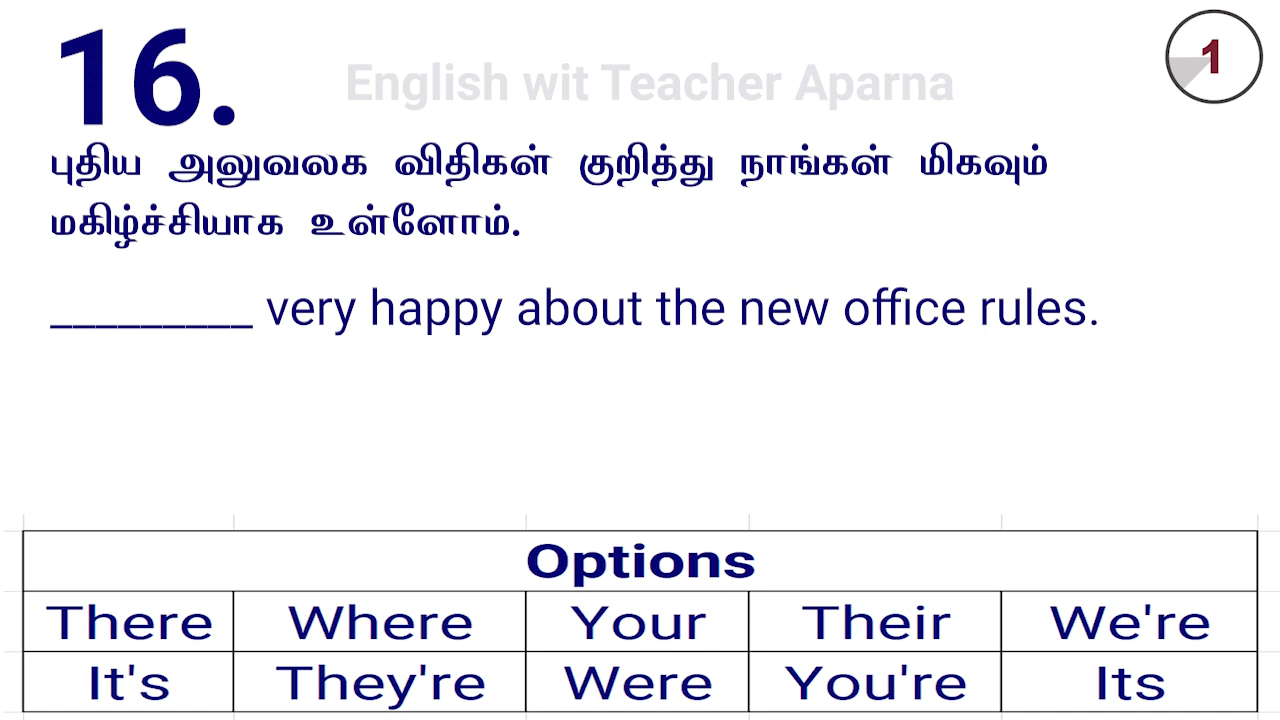 16.
English wit Teacher Aparna
1
புதிய அலுவலக விதிகள் குறித்து நாங்கள் மிகவும்
மகிழ்ச்சியாக உள்ளோம்.
_________ very happy about the new office rules.
Options
There Where Your Their We're
It's They're Were You're Its